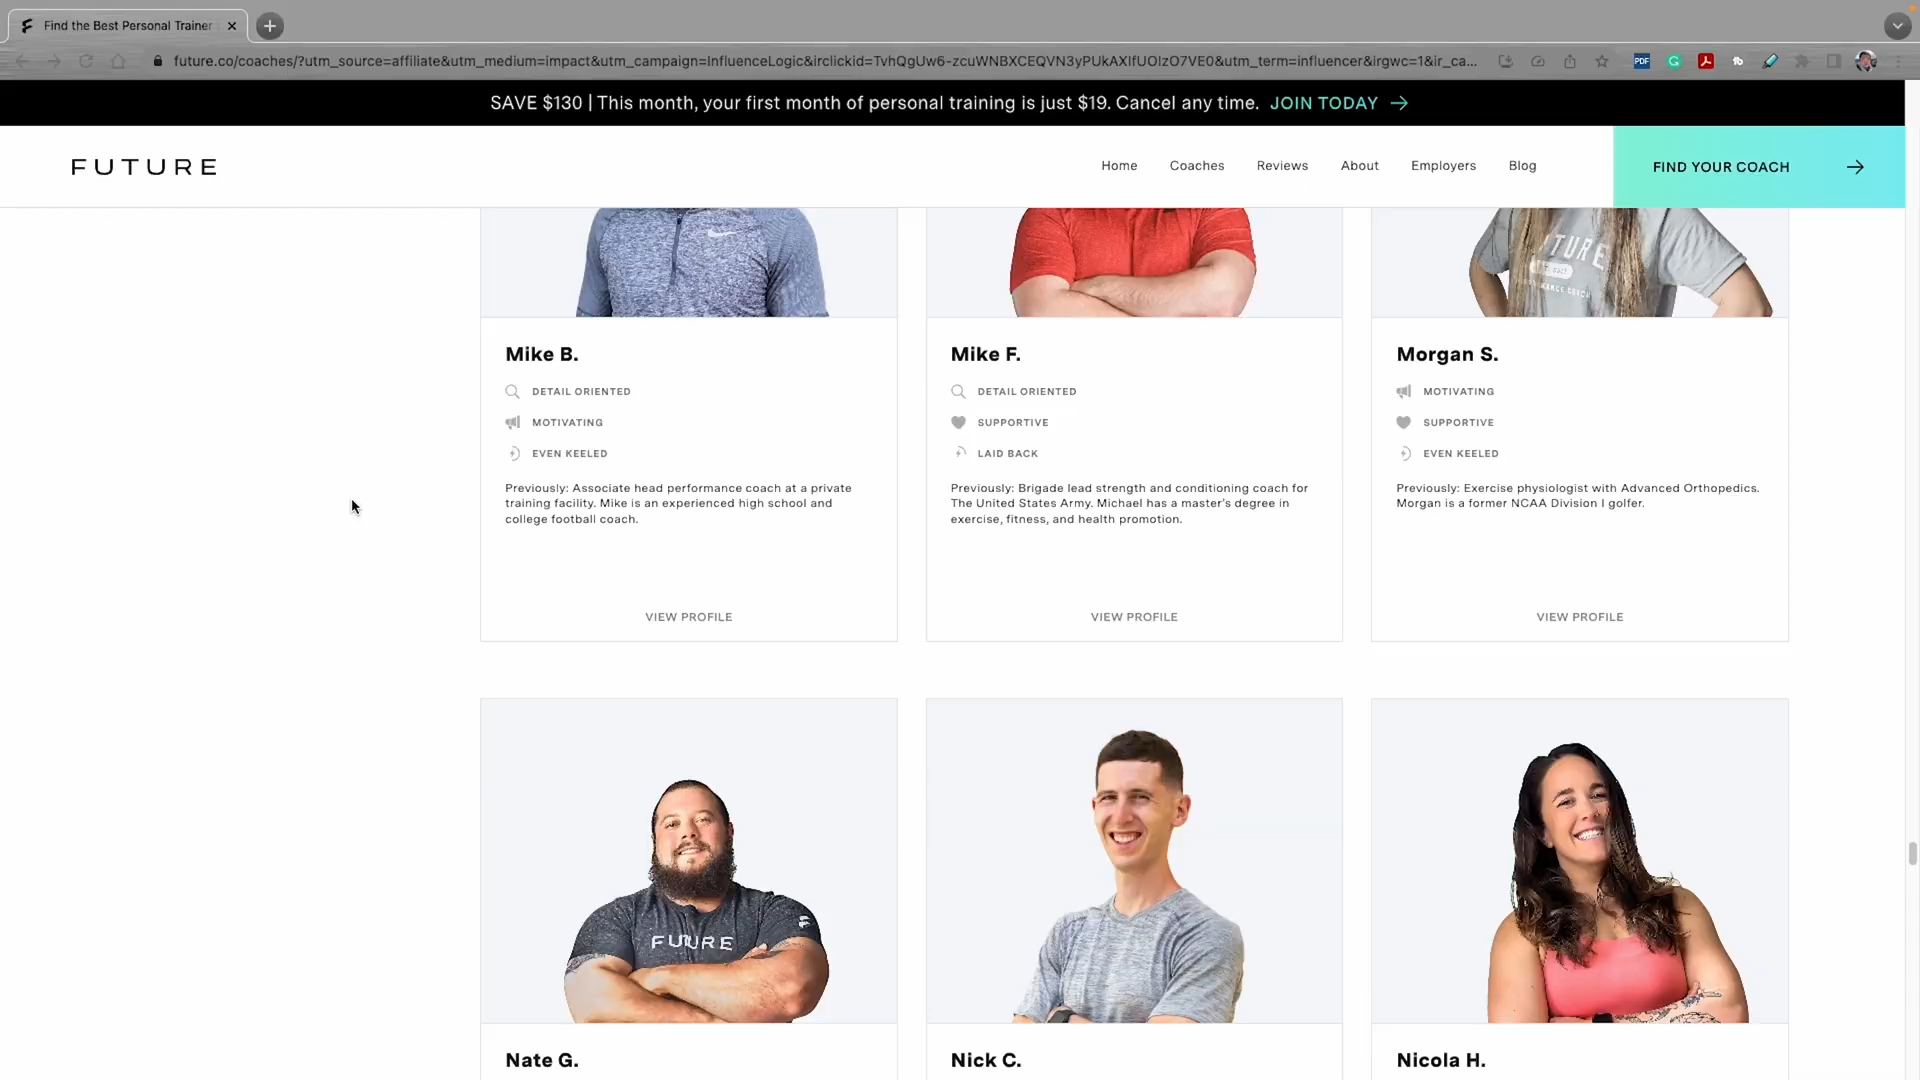 Find the Best Personal Trainer
future.co/coaches/?utm_source=affiliate&utm_medium=impact&utm_campaign=InfluenceLogic&irclickid=TvhQgUw6-zcuWNBXCEQVN3yPUkAXIfUOIzO7VE0&utm_term=influencer&irgwc=1&ir_ca...
PDF
SAVE $130 | This month, your first month of personal training is just $19. Cancel any time. JOIN TODAY →
FUTURE
Home Coaches Reviews About Employers Blog
FIND YOUR COACH →
Mike B.
DETAIL ORIENTED
MOTIVATING
EVEN KEELED
Previously: Associate head performance coach at a private
training facility. Mike is an experienced high school and
college football coach.
VIEW PROFILE
Mike F.
DETAIL ORIENTED
SUPPORTIVE
LAID BACK
Previously: Brigade lead strength and conditioning coach for
The United States Army. Michael has a master's degree in
exercise, fitness, and health promotion.
VIEW PROFILE
Morgan S.
MOTIVATING
SUPPORTIVE
EVEN KEELED
Previously: Exercise physiologist with Advanced Orthopedics.
Morgan is a former NCAA Division I golfer.
VIEW PROFILE
FUTURE
Nate G.
Nick C.
Nicola H.